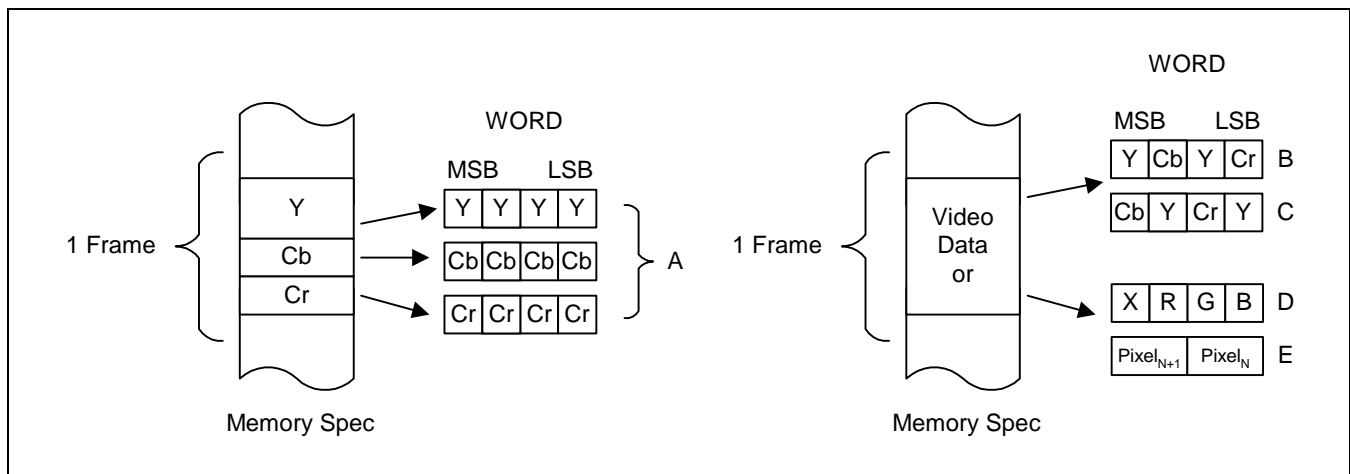 WORD
MSB LSB
Y
Y Y Y Y
1 Frame
Cb
Cb Cb Cb Cb
A
Cr
Cr Cr Cr Cr
Memory Spec
WORD
MSB LSB
Y Cb Y Cr B
Cb Y Cr Y C
1 Frame
Video
Data
or
X R G B D
PixelN+1 PixelN E
Memory Spec